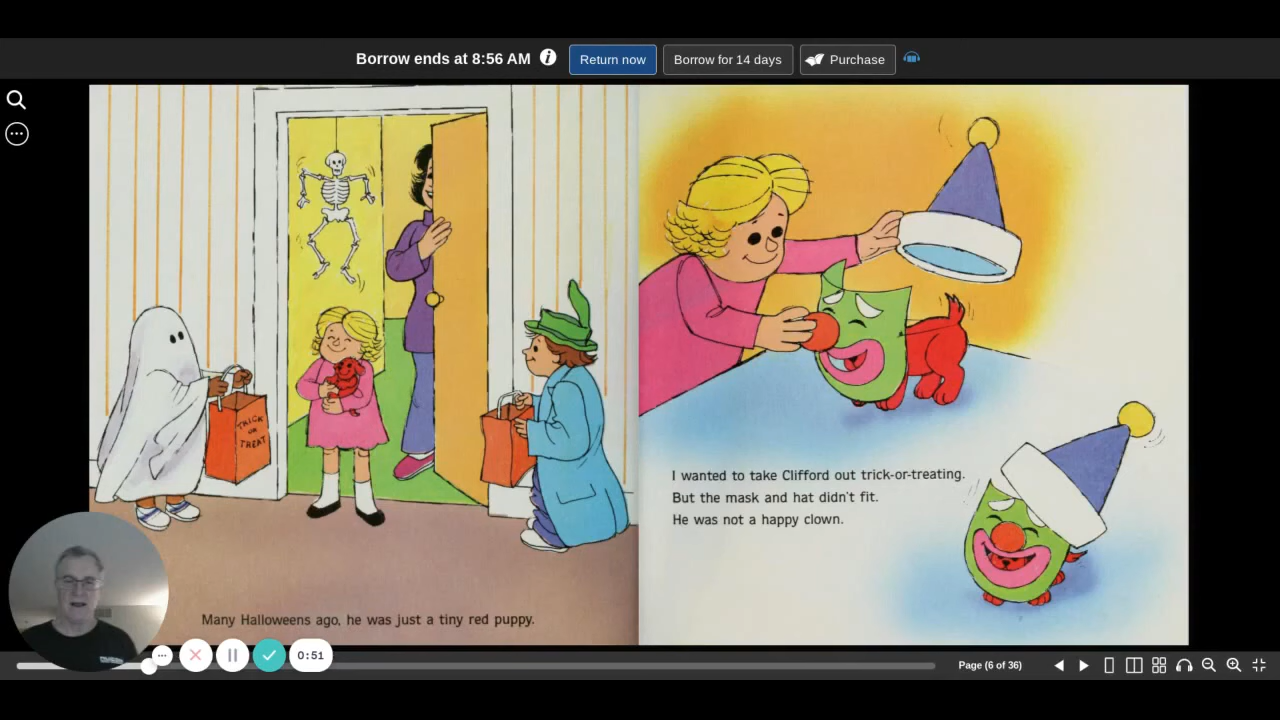 Borrow ends at 8:56 AM
Return now
Borrow for 14 days
Purchase
TRICK
OR
TREAT
I wanted to take Clifford out trick-or-treating.
But the mask and hat didn't fit.
He was not a happy clown.
Many Halloweens ago, he was just a tiny red puppy.
0:51
Page (6 of 36)